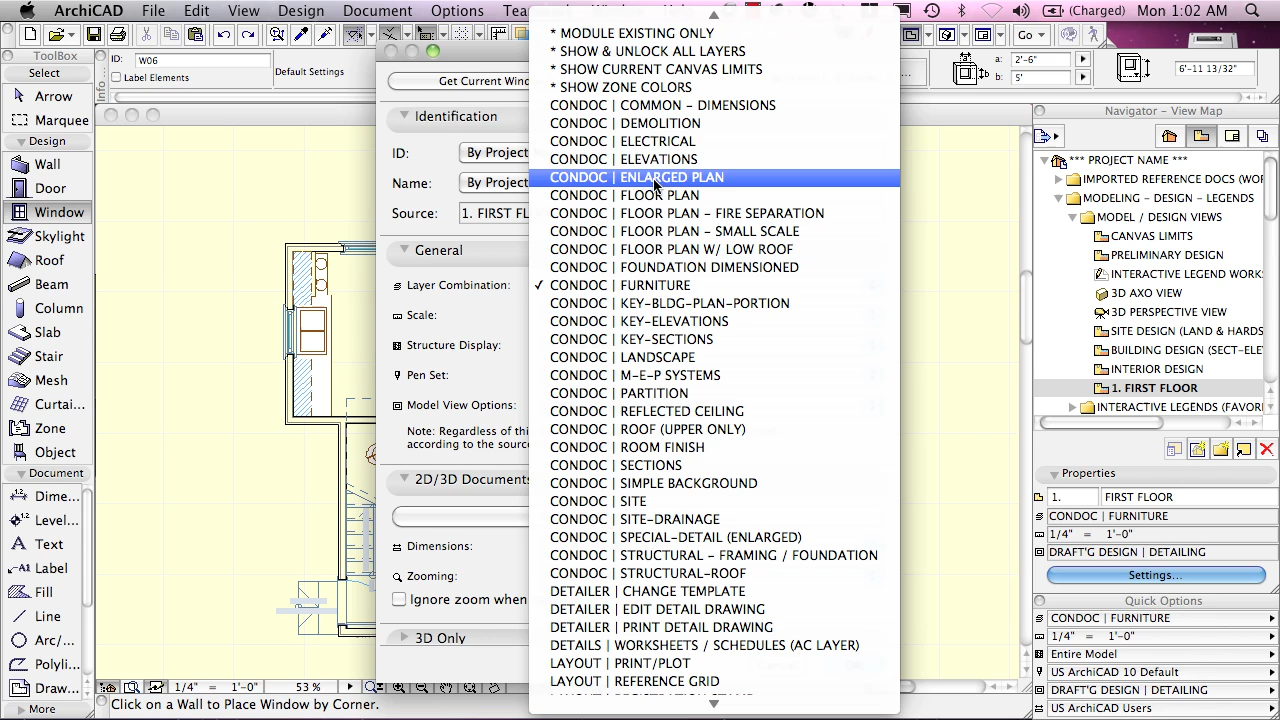 ArchiCAD File Edit View Design Document Options Teamwork Window (Charged) Mon 1:02 AM
ToolBox
Select
Arrow
Marquee
Design
Wall
Door
Window
Skylight
Roof
Beam
Column
Slab
Stair
Mesh
Curtai...
Zone
Object
Document
Dime...
Level...
Text
Label
Fill
Line
Arc/...
Polyli...
Draw...
More
Info
ID: W06
Label Elements
Default Settings
Go
a: 2'-6"
b: 5'
6'-11 13/32"
Get Current Wind
Identification
ID: By Project
Name: By Project
Source: 1. FIRST FL
General
Layer Combination:
Scale:
Structure Display:
Pen Set:
Model View Options:
Note: Regardless of thi
according to the source
2D/3D Documents
Dimensions:
Zooming:
Ignore zoom when
3D Only
* MODULE EXISTING ONLY
* SHOW & UNLOCK ALL LAYERS
* SHOW CURRENT CANVAS LIMITS
* SHOW ZONE COLORS
CONDOC | COMMON - DIMENSIONS
CONDOC | DEMOLITION
CONDOC | ELECTRICAL
CONDOC | ELEVATIONS
CONDOC | ENLARGED PLAN
CONDOC | FLOOR PLAN
CONDOC | FLOOR PLAN - FIRE SEPARATION
CONDOC | FLOOR PLAN - SMALL SCALE
CONDOC | FLOOR PLAN W/ LOW ROOF
CONDOC | FOUNDATION DIMENSIONED
✓ CONDOC | FURNITURE
CONDOC | KEY-BLDG-PLAN-PORTION
CONDOC | KEY-ELEVATIONS
CONDOC | KEY-SECTIONS
CONDOC | LANDSCAPE
CONDOC | M-E-P SYSTEMS
CONDOC | PARTITION
CONDOC | REFLECTED CEILING
CONDOC | ROOF (UPPER ONLY)
CONDOC | ROOM FINISH
CONDOC | SECTIONS
CONDOC | SIMPLE BACKGROUND
CONDOC | SITE
CONDOC | SITE-DRAINAGE
CONDOC | SPECIAL-DETAIL (ENLARGED)
CONDOC | STRUCTURAL - FRAMING / FOUNDATION
CONDOC | STRUCTURAL-ROOF
DETAILER | CHANGE TEMPLATE
DETAILER | EDIT DETAIL DRAWING
DETAILER | PRINT DETAIL DRAWING
DETAILS | WORKSHEETS / SCHEDULES (AC LAYER)
LAYOUT | PRINT/PLOT
LAYOUT | REFERENCE GRID
Navigator - View Map
*** PROJECT NAME ***
IMPORTED REFERENCE DOCS (WOR
MODELING - DESIGN - LEGENDS
MODEL / DESIGN VIEWS
CANVAS LIMITS
PRELIMINARY DESIGN
INTERACTIVE LEGEND WORK
3D AXO VIEW
3D PERSPECTIVE VIEW
SITE DESIGN (LAND & HARDS
BUILDING DESIGN (SECT-ELE
INTERIOR DESIGN
1. FIRST FLOOR
INTERACTIVE LEGENDS (FAVOR
Properties
1. FIRST FLOOR
CONDOC | FURNITURE
1/4" = 1'-0"
DRAFT'G DESIGN | DETAILING
Settings...
Quick Options
CONDOC | FURNITURE
1/4" = 1'-0"
Entire Model
US ArchiCAD 10 Default
DRAFT'G DESIGN | DETAILING
US ArchiCAD Users
1/4" = 1'-0" 53 %
Click on a Wall to Place Window by Corner.